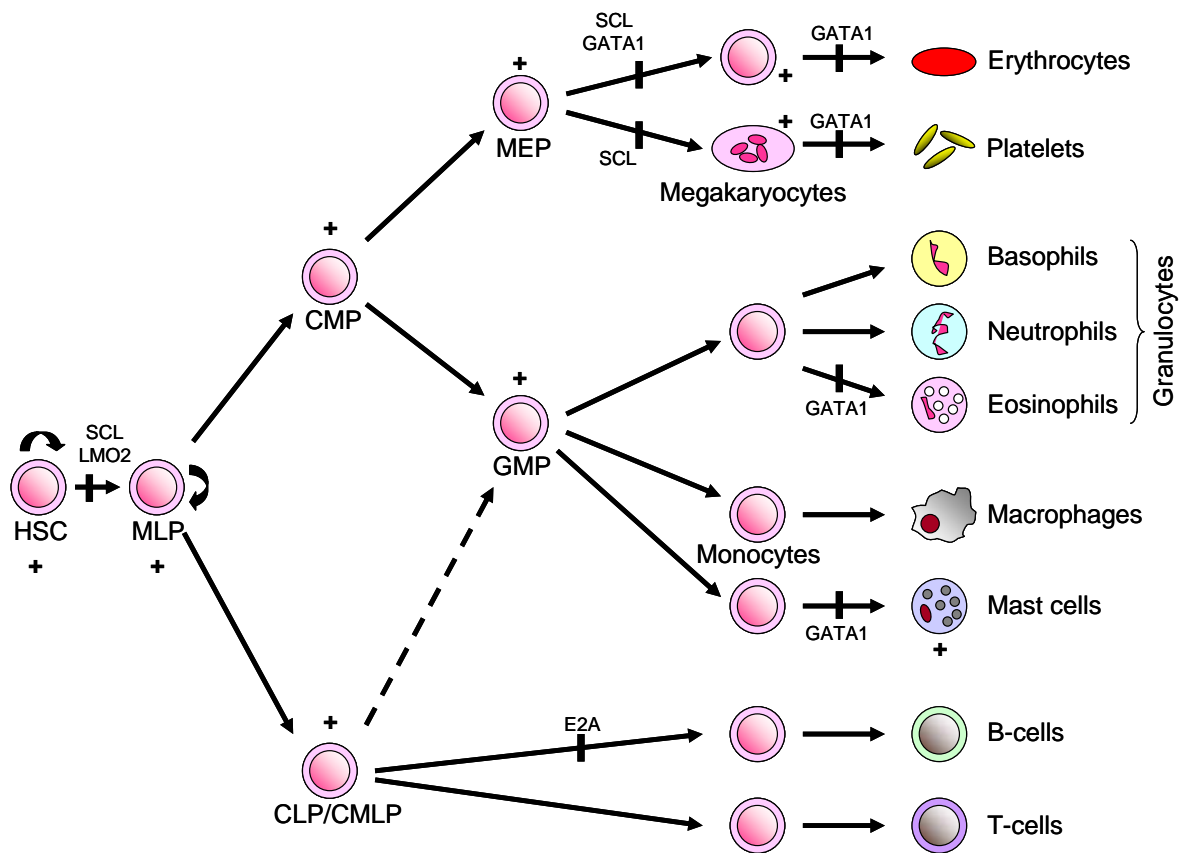 SCL
GATA1
GATA1
Erythrocytes
+
+
MEP
SCL
+
GATA1
Platelets
Megakaryocytes
+
CMP
Basophils
Neutrophils
Eosinophils
Granulocytes
GATA1
+
GMP
SCL
LMO2
HSC
+
MLP
+
Monocytes
Macrophages
GATA1
Mast cells
+
+
CLP/CMLP
E2A
B-cells
T-cells